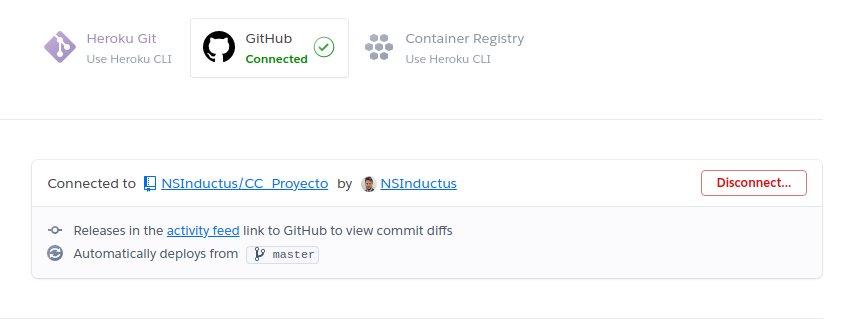 Heroku Git
Use Heroku CLI
GitHub
Connected
Container Registry
Use Heroku CLI
Connected to NSInductus/CC_Proyecto by NSInductus
Disconnect...
Releases in the activity feed link to GitHub to view commit diffs
Automatically deploys from master